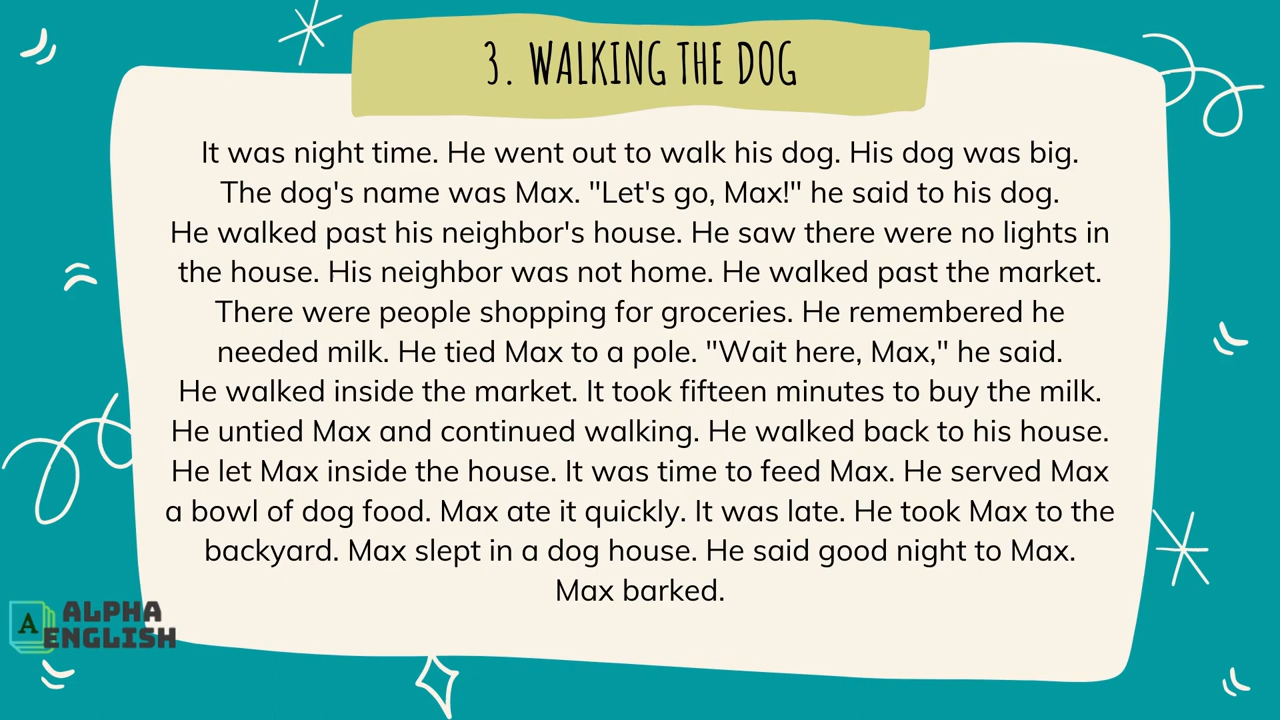 3. WALKING THE DOG
It was night time. He went out to walk his dog. His dog was big.
The dog's name was Max. "Let's go, Max!" he said to his dog.
He walked past his neighbor's house. He saw there were no lights in
the house. His neighbor was not home. He walked past the market.
There were people shopping for groceries. He remembered he
needed milk. He tied Max to a pole. "Wait here, Max," he said.
He walked inside the market. It took fifteen minutes to buy the milk.
He untied Max and continued walking. He walked back to his house.
He let Max inside the house. It was time to feed Max. He served Max
a bowl of dog food. Max ate it quickly. It was late. He took Max to the
backyard. Max slept in a dog house. He said good night to Max.
Max barked.
A
ALPHA
ENGLISH